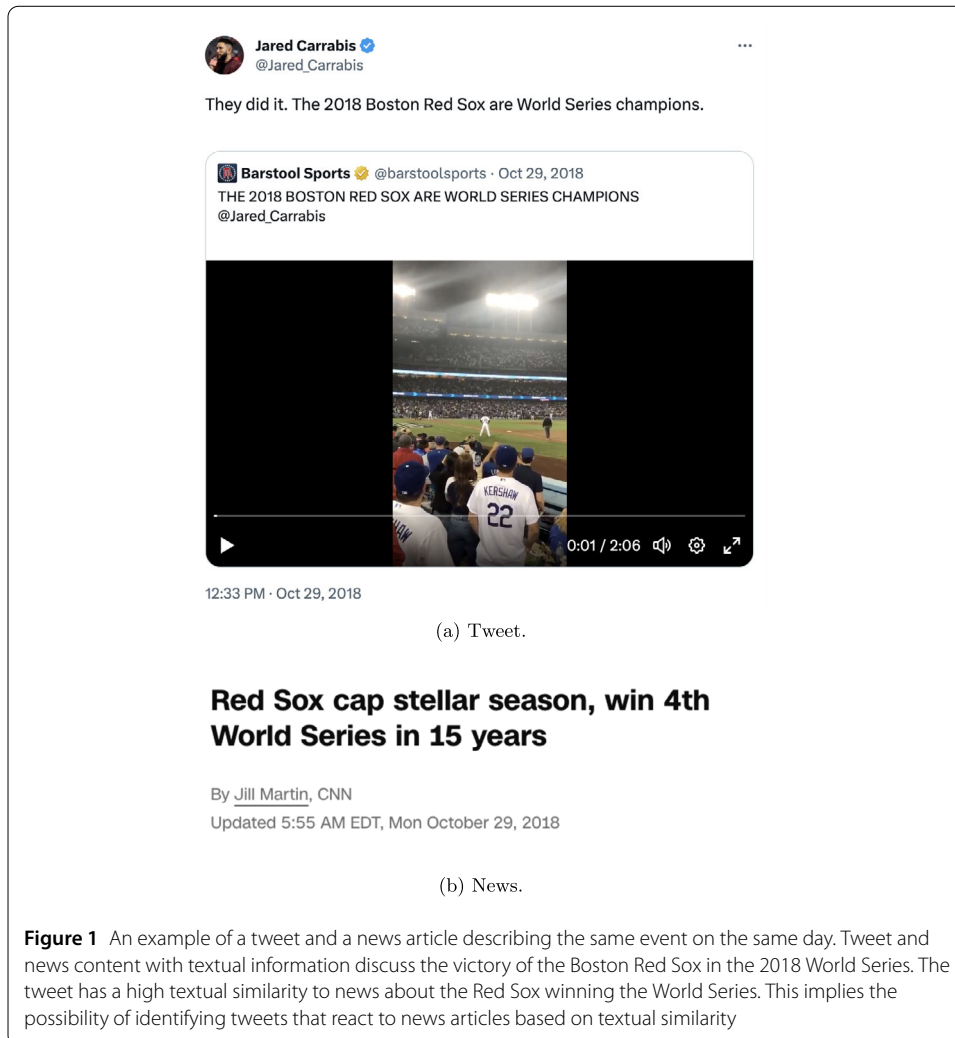 Jared Carrabis
@Jared_Carrabis
They did it. The 2018 Boston Red Sox are World Series champions.
Barstool Sports @barstoolsports · Oct 29, 2018
THE 2018 BOSTON RED SOX ARE WORLD SERIES CHAMPIONS
@Jared_Carrabis
KERSHAW
22
HAW
0:01 / 2:06
12:33 PM · Oct 29, 2018
(a) Tweet.
Red Sox cap stellar season, win 4th
World Series in 15 years
By Jill Martin, CNN
Updated 5:55 AM EDT, Mon October 29, 2018
(b) News.
Figure 1 An example of a tweet and a news article describing the same event on the same day. Tweet and
news content with textual information discuss the victory of the Boston Red Sox in the 2018 World Series. The
tweet has a high textual similarity to news about the Red Sox winning the World Series. This implies the
possibility of identifying tweets that react to news articles based on textual similarity